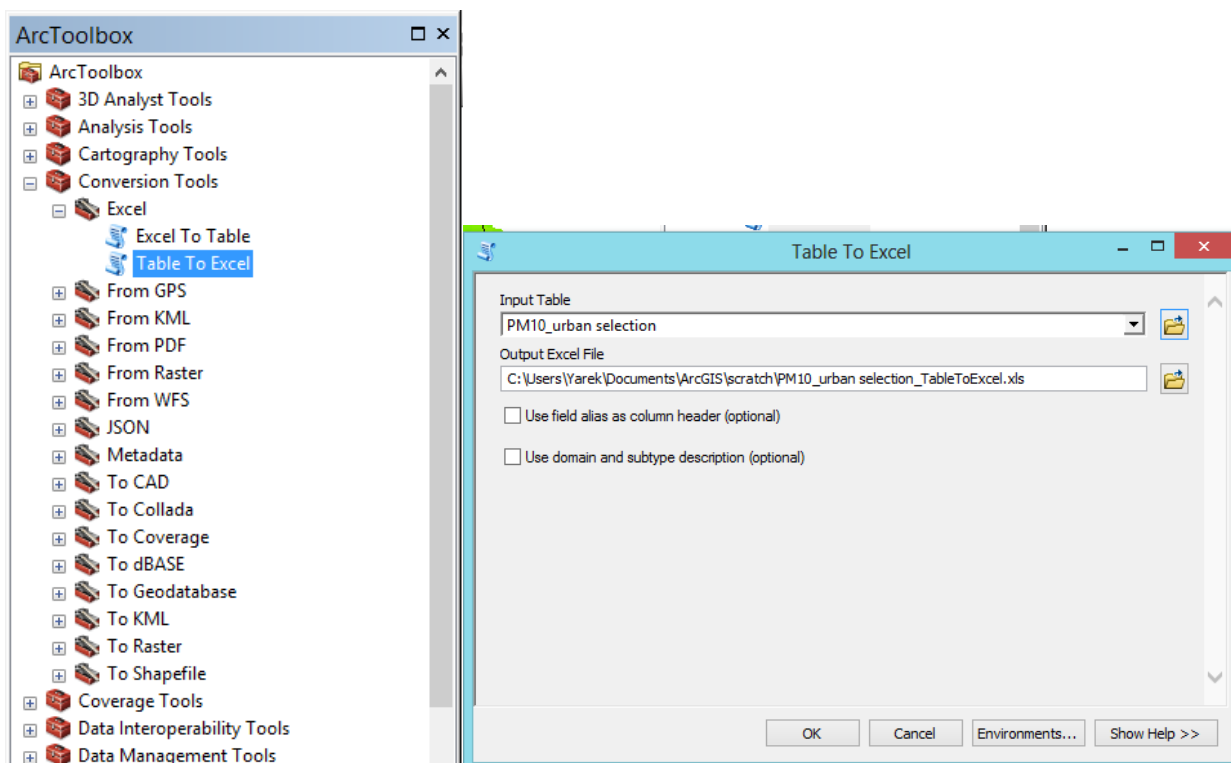 ArcToolbox
ArcToolbox
3D Analyst Tools
Analysis Tools
Cartography Tools
Conversion Tools
Excel
Excel To Table
Table To Excel
From GPS
From KML
From PDF
From Raster
From WFS
JSON
Metadata
To CAD
To Collada
To Coverage
To dBASE
To Geodatabase
To KML
To Raster
To Shapefile
Coverage Tools
Data Interoperability Tools
Data Management Tools
Table To Excel
Input Table
PM10_urban selection
Output Excel File
C:\Users\Yarek\Documents\ArcGIS\scratch\PM10_urban selection_TableToExcel.xls
Use field alias as column header (optional)
Use domain and subtype description (optional)
OK Cancel Environments... Show Help >>